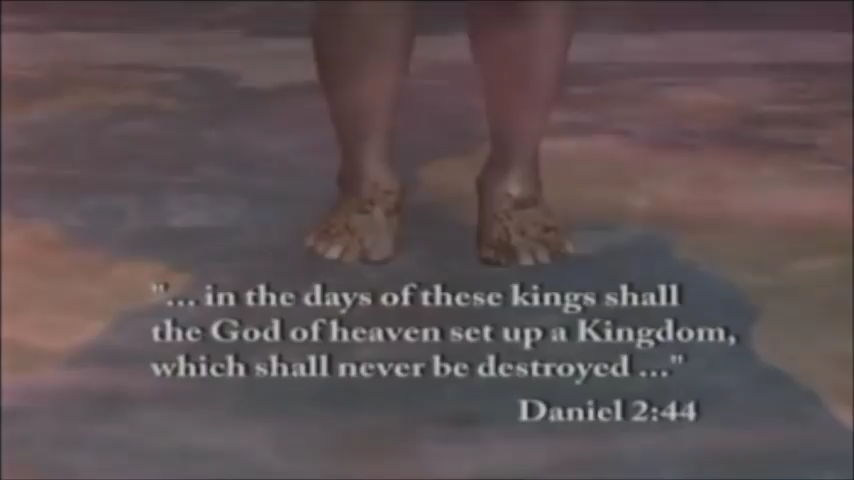 "... in the days of these kings shall
the God of heaven set up a Kingdom,
which shall never be destroyed ..."
Daniel 2:44